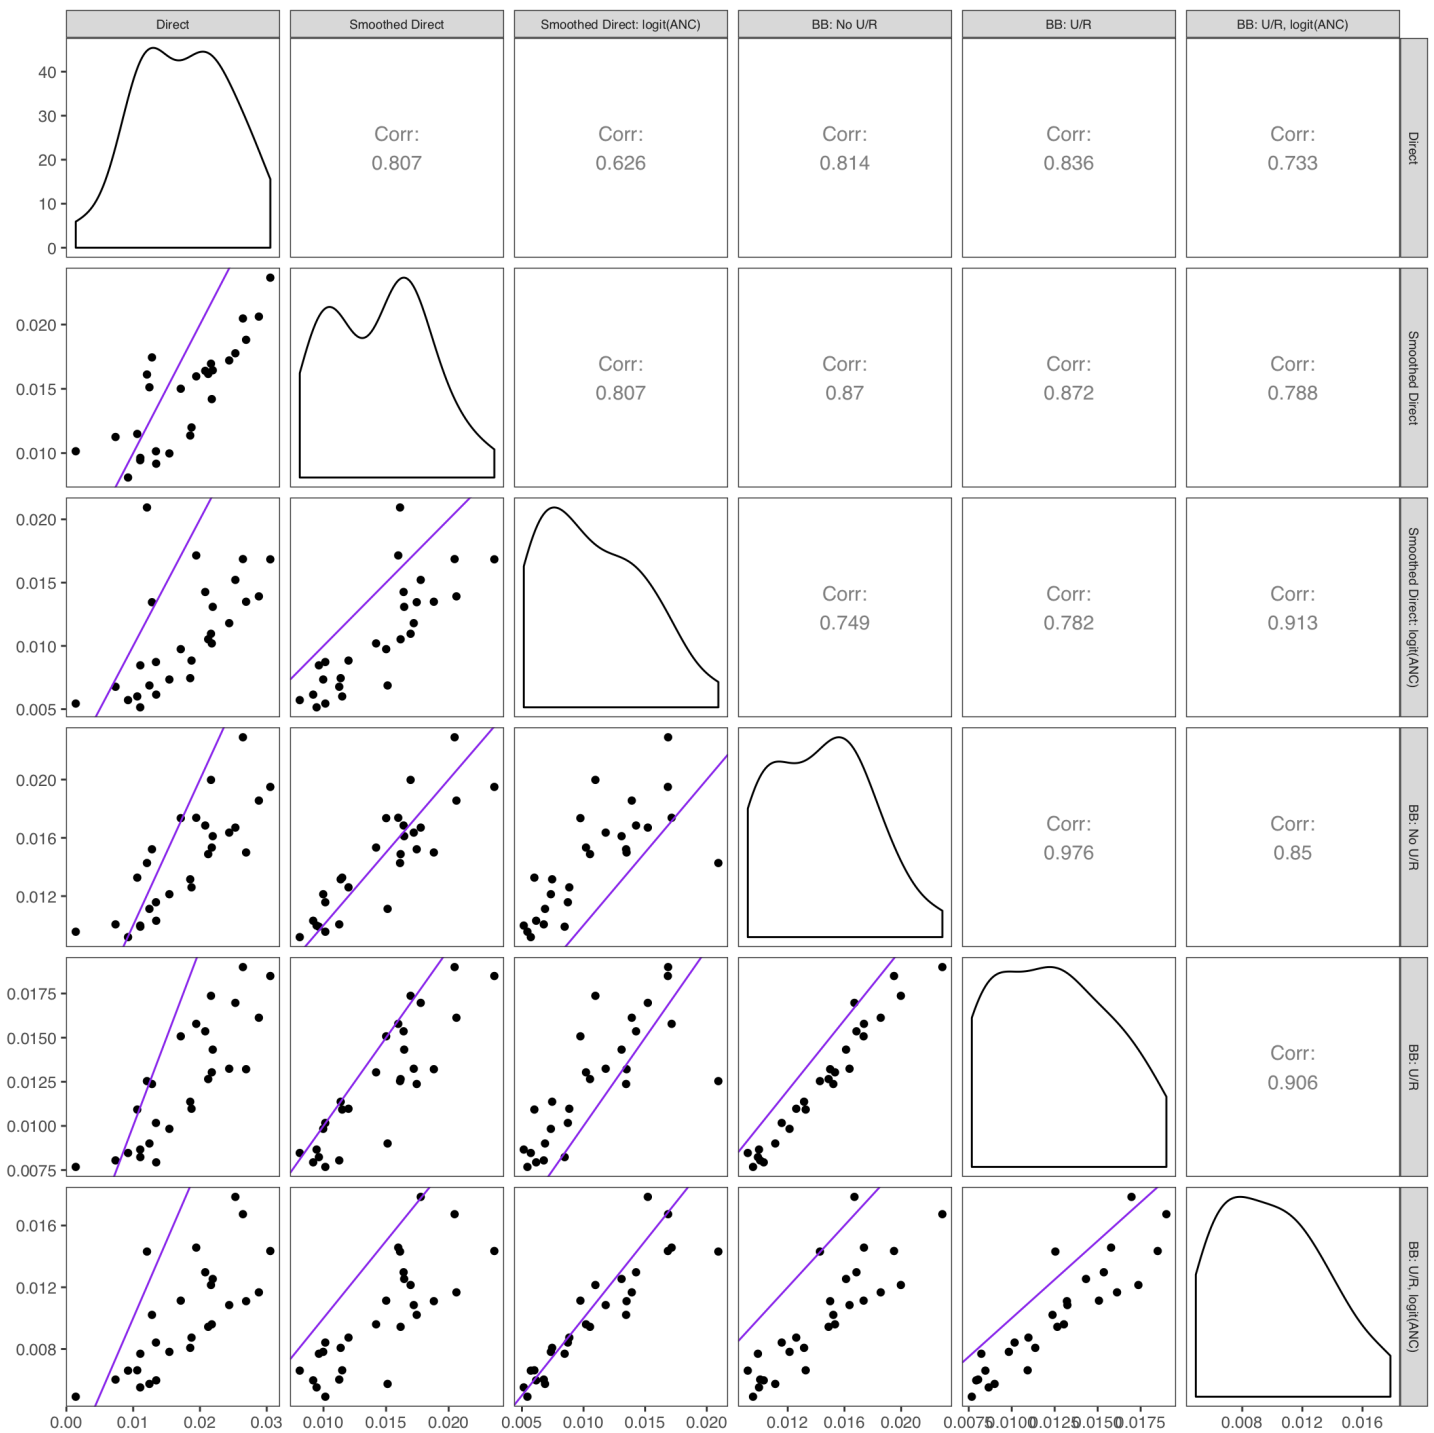 Direct
Smoothed Direct
Smoothed Direct: logit(ANC)
BB: No U/R
BB: U/R
BB: U/R, logit(ANC)
40
30
20
10
0
Corr:
0.807
Corr:
0.626
Corr:
0.814
Corr:
0.836
Corr:
0.733
Direct
0.020
0.015
0.010
Corr:
0.807
Corr:
0.87
Corr:
0.872
Corr:
0.788
Smoothed Direct
0.020
0.015
0.010
0.005
Corr:
0.749
Corr:
0.782
Corr:
0.913
Smoothed Direct: logit(ANC)
0.020
0.016
0.012
Corr:
0.976
Corr:
0.85
BB: No U/R
0.0175
0.0150
0.0125
0.0100
0.0075
Corr:
0.906
BB: U/R
0.016
0.012
0.008
BB: U/R, logit(ANC)
0.00 0.01 0.02 0.03
0.010 0.015 0.020
0.005 0.010 0.015 0.020
0.012 0.016 0.020 0.024
0.0075 0.0100 0.0125 0.0150 0.0175
0.008 0.012 0.016